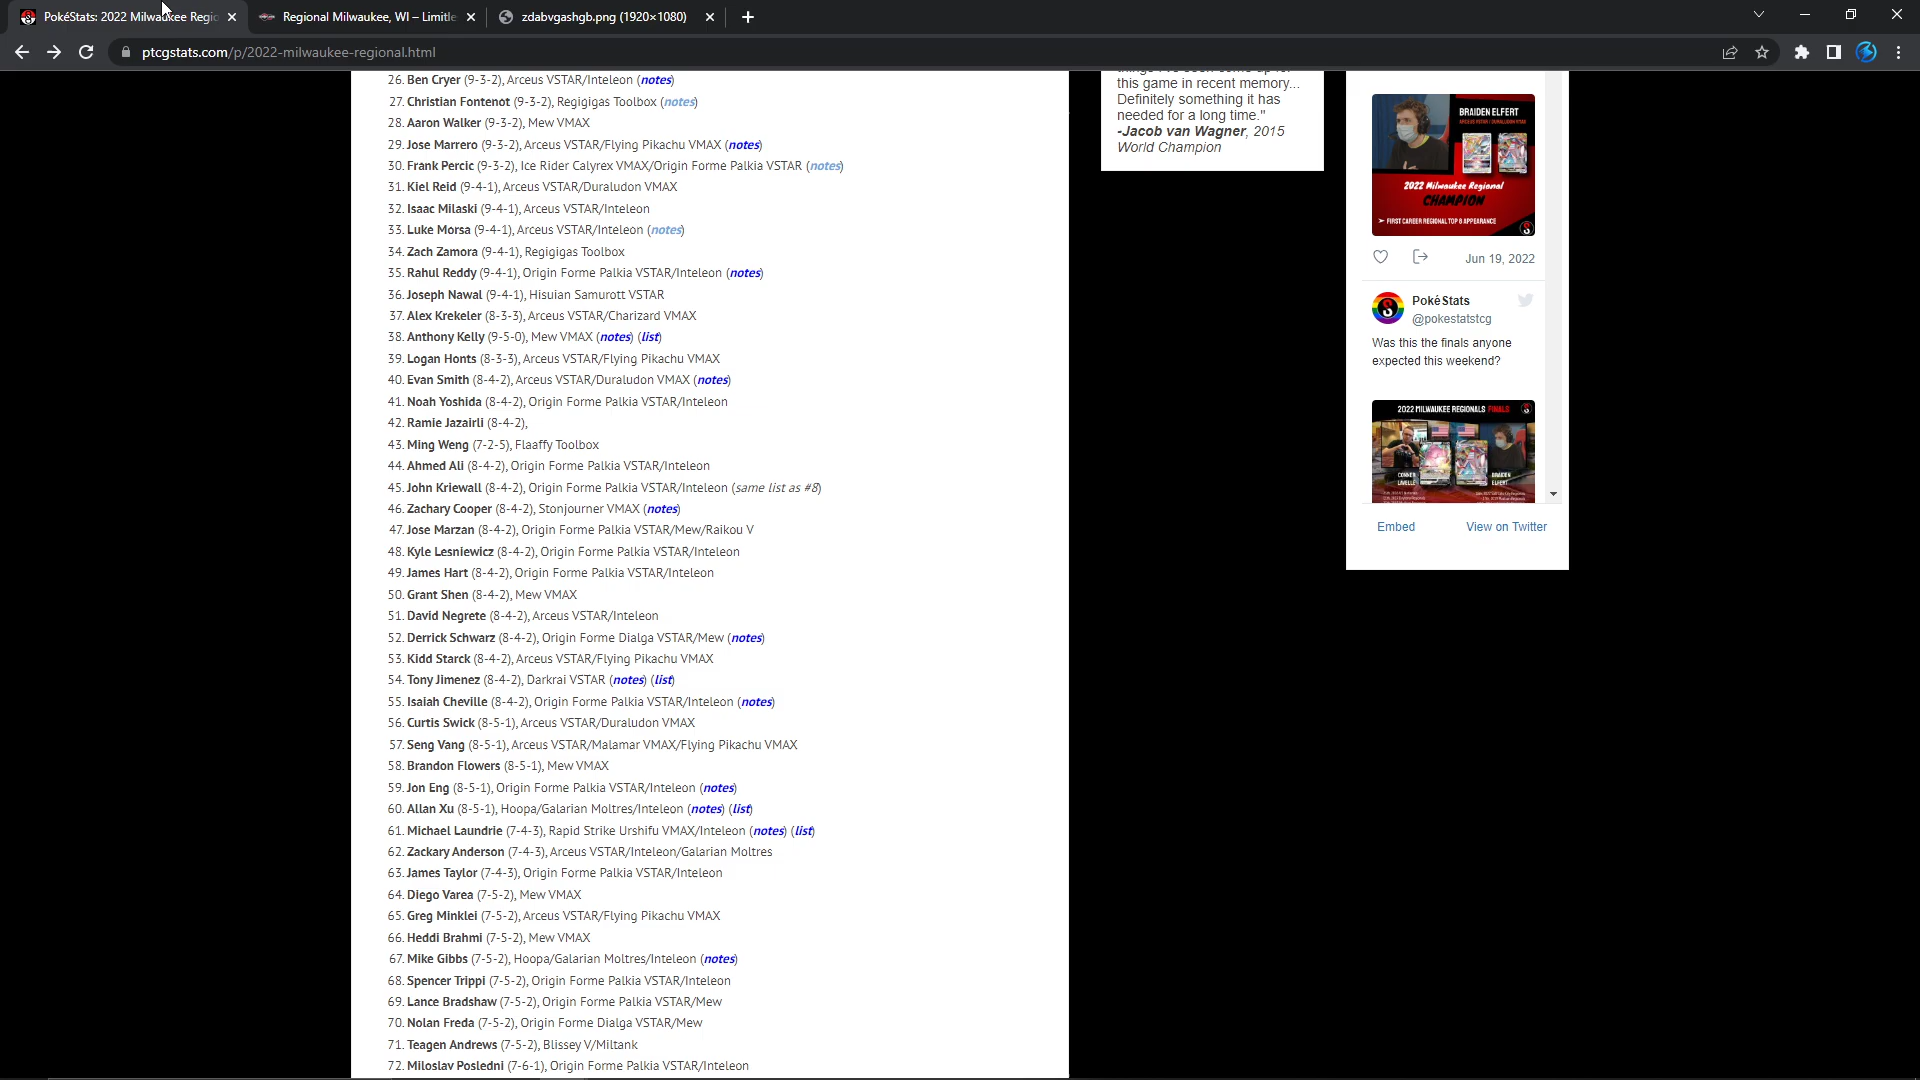 PokéStats: 2022 Milwaukee Regio
Regional Milwaukee, WI – Limitle
zdabvgashgb.png (1920×1080)
ptcgstats.com/p/2022-milwaukee-regional.html
26. Ben Cryer (9-3-2), Arceus VSTAR/Inteleon (notes)
27. Christian Fontenot (9-3-2), Regigigas Toolbox (notes)
28. Aaron Walker (9-3-2), Mew VMAX
29. Jose Marrero (9-3-2), Arceus VSTAR/Flying Pikachu VMAX (notes)
30. Frank Percic (9-3-2), Ice Rider Calyrex VMAX/Origin Forme Palkia VSTAR (notes)
31. Kiel Reid (9-4-1), Arceus VSTAR/Duraludon VMAX
32. Isaac Milaski (9-4-1), Arceus VSTAR/Inteleon
33. Luke Morsa (9-4-1), Arceus VSTAR/Inteleon (notes)
34. Zach Zamora (9-4-1), Regigigas Toolbox
35. Rahul Reddy (9-4-1), Origin Forme Palkia VSTAR/Inteleon (notes)
36. Joseph Nawal (9-4-1), Hisuian Samurott VSTAR
37. Alex Krekeler (8-3-3), Arceus VSTAR/Charizard VMAX
38. Anthony Kelly (9-5-0), Mew VMAX (notes) (list)
39. Logan Honts (8-3-3), Arceus VSTAR/Flying Pikachu VMAX
40. Evan Smith (8-4-2), Arceus VSTAR/Duraludon VMAX (notes)
41. Noah Yoshida (8-4-2), Origin Forme Palkia VSTAR/Inteleon
42. Ramie Jazairli (8-4-2),
43. Ming Weng (7-2-5), Flaaffy Toolbox
44. Ahmed Ali (8-4-2), Origin Forme Palkia VSTAR/Inteleon
45. John Kriewall (8-4-2), Origin Forme Palkia VSTAR/Inteleon (same list as #8)
46. Zachary Cooper (8-4-2), Stonjourner VMAX (notes)
47. Jose Marzan (8-4-2), Origin Forme Palkia VSTAR/Mew/Raikou V
48. Kyle Lesniewicz (8-4-2), Origin Forme Palkia VSTAR/Inteleon
49. James Hart (8-4-2), Origin Forme Palkia VSTAR/Inteleon
50. Grant Shen (8-4-2), Mew VMAX
51. David Negrete (8-4-2), Arceus VSTAR/Inteleon
52. Derrick Schwarz (8-4-2), Origin Forme Dialga VSTAR/Mew (notes)
53. Kidd Starck (8-4-2), Arceus VSTAR/Flying Pikachu VMAX
54. Tony Jimenez (8-4-2), Darkrai VSTAR (notes) (list)
55. Isaiah Cheville (8-4-2), Origin Forme Palkia VSTAR/Inteleon (notes)
56. Curtis Swick (8-5-1), Arceus VSTAR/Duraludon VMAX
57. Seng Vang (8-5-1), Arceus VSTAR/Malamar VMAX/Flying Pikachu VMAX
58. Brandon Flowers (8-5-1), Mew VMAX
59. Jon Eng (8-5-1), Origin Forme Palkia VSTAR/Inteleon (notes)
60. Allan Xu (8-5-1), Hoopa/Galarian Moltres/Inteleon (notes) (list)
61. Michael Laundrie (7-4-3), Rapid Strike Urshifu VMAX/Inteleon (notes) (list)
62. Zackary Anderson (7-4-3), Arceus VSTAR/Inteleon/Galarian Moltres
63. James Taylor (7-4-3), Origin Forme Palkia VSTAR/Inteleon
64. Diego Varea (7-5-2), Mew VMAX
65. Greg Minklei (7-5-2), Arceus VSTAR/Flying Pikachu VMAX
66. Heddi Brahmi (7-5-2), Mew VMAX
67. Mike Gibbs (7-5-2), Hoopa/Galarian Moltres/Inteleon (notes)
68. Spencer Trippi (7-5-2), Origin Forme Palkia VSTAR/Inteleon
69. Lance Bradshaw (7-5-2), Origin Forme Palkia VSTAR/Mew
70. Nolan Freda (7-5-2), Origin Forme Dialga VSTAR/Mew
71. Teagen Andrews (7-5-2), Blissey V/Miltank
72. Miloslav Posledni (7-6-1), Origin Forme Palkia VSTAR/Inteleon
things I've seen come up for
this game in recent memory...
Definitely something it has
needed for a long time."
-Jacob van Wagner, 2015
World Champion
BRAIDEN ELFERT
ARCEUS VSTAR / DURALUDON VMAX
2022 Milwaukee Regional
CHAMPION
➤ FIRST CAREER REGIONAL TOP 8 APPEARANCE
Jun 19, 2022
PokéStats
@pokestatstcg
Was this the finals anyone
expected this weekend?
2022 MILWAUKEE REGIONALS FINALS
CONNER
LAVELLE
BRAIDEN
ELFERT
Embed
View on Twitter